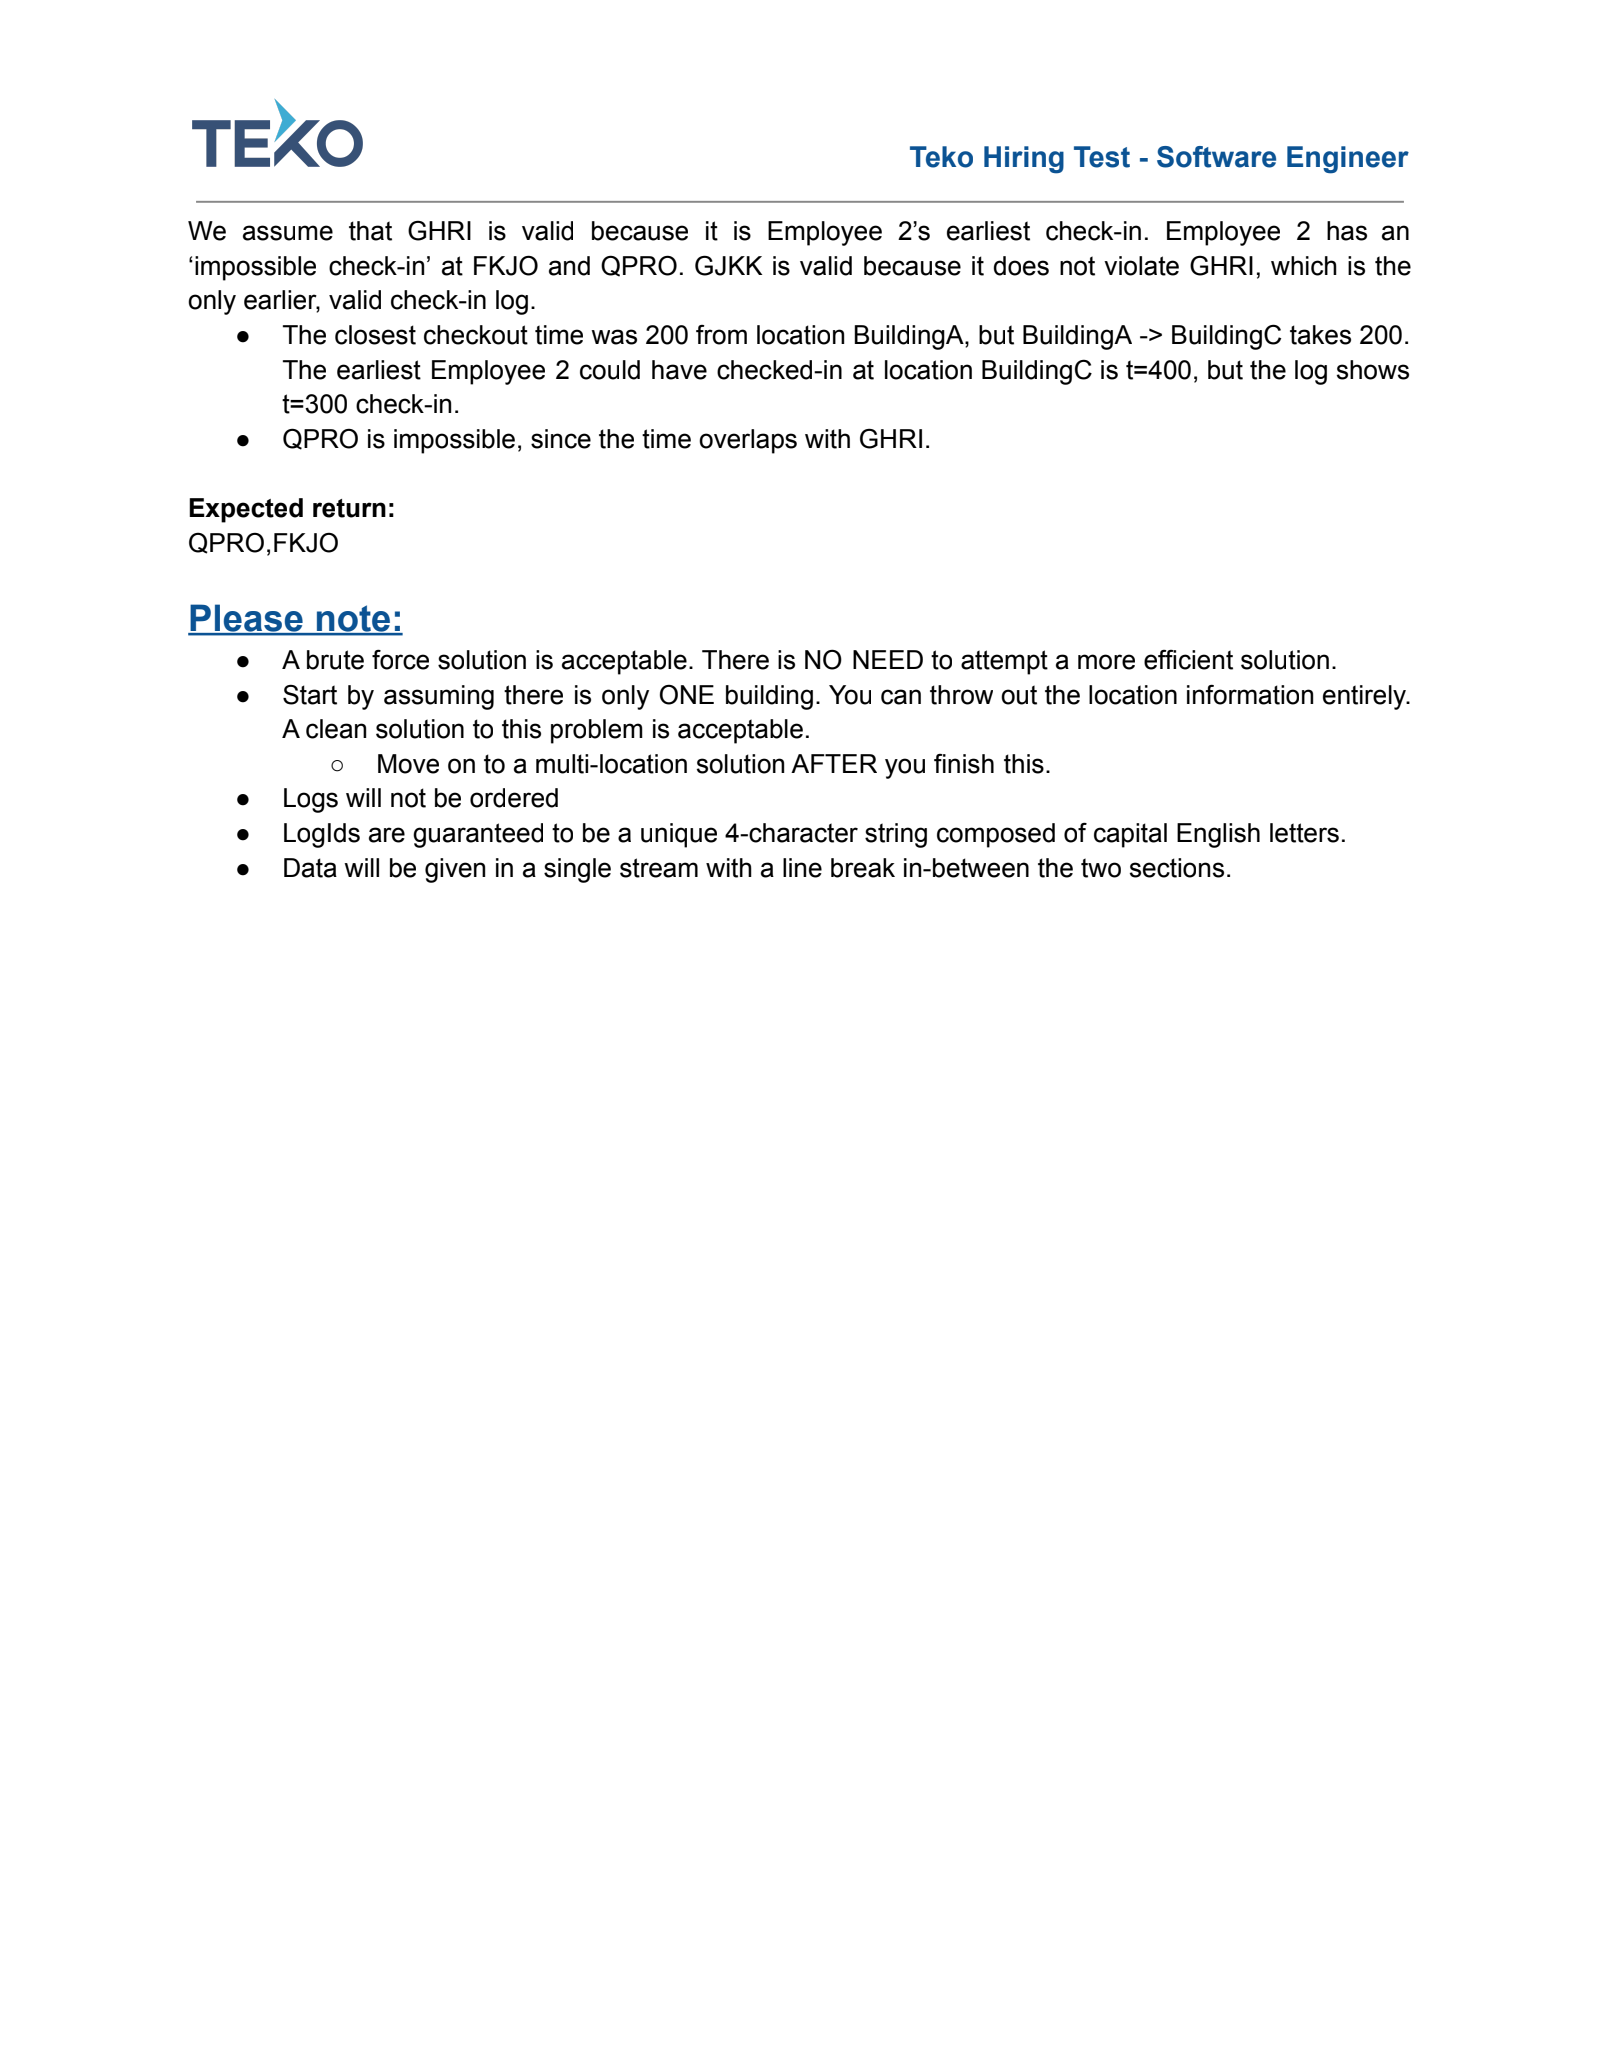 TEKO
Teko Hiring Test - Software Engineer
We assume that GHRI is valid because it is Employee 2’s earliest check-in. Employee 2 has an
‘impossible check-in’ at FKJO and QPRO. GJKK is valid because it does not violate GHRI, which is the
only earlier, valid check-in log.
● The closest checkout time was 200 from location BuildingA, but BuildingA -> BuildingC takes 200.
The earliest Employee 2 could have checked-in at location BuildingC is t=400, but the log shows
t=300 check-in.
● QPRO is impossible, since the time overlaps with GHRI.
Expected return:
QPRO,FKJO
Please note:
● A brute force solution is acceptable. There is NO NEED to attempt a more efficient solution.
● Start by assuming there is only ONE building. You can throw out the location information entirely.
A clean solution to this problem is acceptable.
○ Move on to a multi-location solution AFTER you finish this.
● Logs will not be ordered
● LogIds are guaranteed to be a unique 4-character string composed of capital English letters.
● Data will be given in a single stream with a line break in-between the two sections.